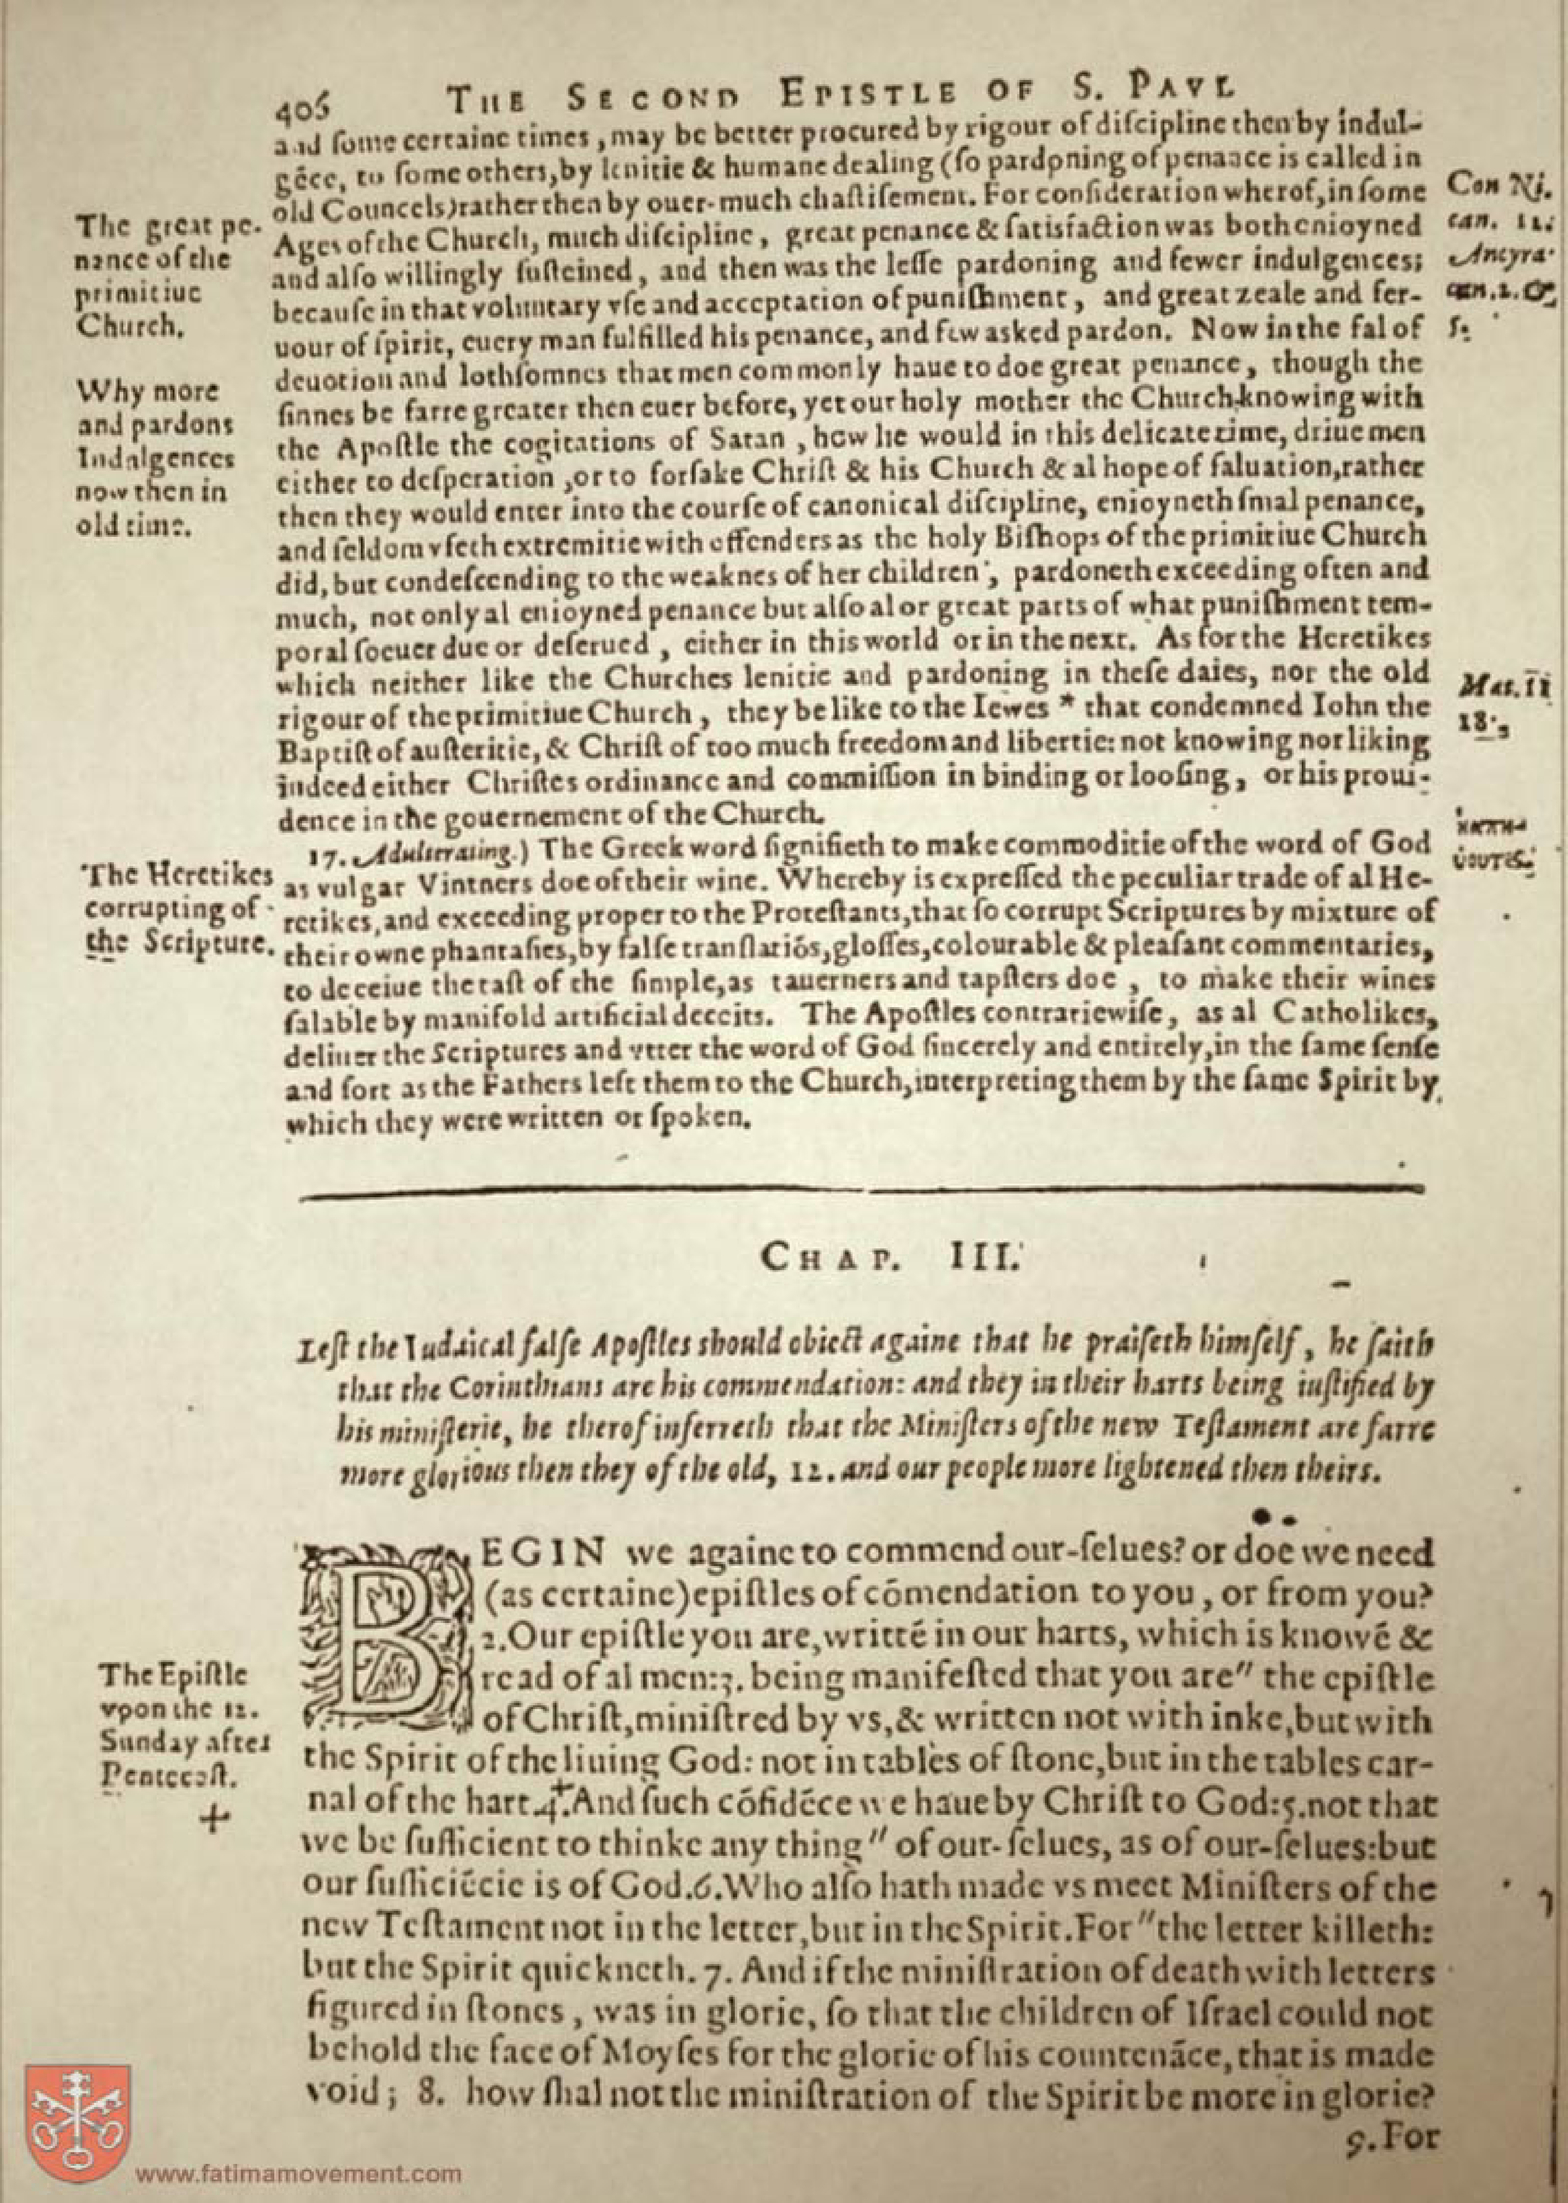 406 THE SECOND EPISTLE OF S. PAVL
and ſome certaine times, may be better procured by rigour of diſcipline then by indul-
gẽce, to ſome others, by lenitie & humane dealing (ſo pardoning of penance is called in
old Councels) rather then by ouer-much chaſtiſement. For conſideration wherof, in ſome
Ages of the Church, much diſcipline, great penance & ſatisfaction was both enioyned
and alſo willingly ſuſteined, and then was the leſſe pardoning and fewer indulgences;
becauſe in that voluntary vſe and acceptation of puniſhment, and great zeale and fer-
uour of ſpirit, euery man fulfilled his penance, and few asked pardon. Now in the fal of
deuotion and lothſomnes that men commonly haue to doe great penance, though the
ſinnes be farre greater then euer before, yet our holy mother the Church knowing with
the Apoſtle the cogitations of Satan, how he would in this delicate time, driue men
either to deſperation, or to forſake Chriſt & his Church & al hope of ſaluation, rather
then they would enter into the courſe of canonical diſcipline, enioyneth ſmal penance,
and ſeldom vſeth extremitie with offenders as the holy Biſhops of the primitiue Church
did, but condeſcending to the weaknes of her children, pardoneth exceeding often and
much, not only al enioyned penance but alſo al or great parts of what puniſhment tem-
poral ſoeuer due or deſerued, either in this world or in the next. As for the Heretikes
which neither like the Churches lenitie and pardoning in theſe daies, nor the old
rigour of the primitiue Church, they be like to the Iewes * that condemned Iohn the
Baptiſt of auſteritie, & Chriſt of too much freedom and libertie: not knowing nor liking
indeed either Chriſtes ordinance and commiſſion in binding or looſing, or his proui-
dence in the gouernement of the Church.
17. Adulterating.) The Greek word ſignifieth to make commoditie of the word of God
as vulgar Vintners doe of their wine. Whereby is expreſſed the peculiar trade of al He-
retikes, and exceeding proper to the Proteſtants, that ſo corrupt Scriptures by mixture of
their owne phantaſies, by falſe tranſlatiõs, gloſſes, colourable & pleaſant commentaries,
to deceiue the taſt of the ſimple, as tauerners and tapſters doe, to make their wines
ſalable by manifold artificial deceits. The Apoſtles contrariewiſe, as al Catholikes,
deliuer the Scriptures and vtter the word of God ſincerely and entirely, in the ſame ſenſe
and ſort as the Fathers left them to the Church, interpreting them by the ſame Spirit by
which they were written or ſpoken.
The great pe-
nance of the
primitiue
Church.
Why more
and pardons
Indulgences
now then in
old time.
The Heretikes
corrupting of
the Scripture.
Con Ni.
can. 12.
Ancyra.
can. 2. &
5.
Mat. 11
18.
CHAP. III.
Leſt the Iudaical falſe Apoſtles should obiect againe that he praiſeth himſelf, he ſaith
that the Corinthians are his commendation: and they in their harts being iuſtified by
his miniſterie, he therof inferreth that the Miniſters of the new Teſtament are farre
more glorious then they of the old, 12. and our people more lightened then theirs.
BEGIN we againe to commend our-ſelues? or doe we need
(as certaine) epiſtles of cõmendation to you, or from you?
2. Our epiſtle you are, writtẽ in our harts, which is knowẽ &
read of al men: 3. being manifeſted that you are" the epiſtle
of Chriſt, miniſtred by vs, & written not with inke, but with
the Spirit of the liuing God: not in tables of ſtone, but in the tables car-
nal of the hart. 4. ✝ And ſuch cõfidẽce we haue by Chriſt to God: 5. not that
we be ſufficient to thinke any thing" of our-ſelues, as of our-ſelues: but
our ſufficiẽcie is of God. 6. Who alſo hath made vs meet Miniſters of the
new Teſtament not in the letter, but in the Spirit. For "the letter killeth:
but the Spirit quickneth. 7. And if the miniſtration of death with letters
figured in ſtones, was in glorie, ſo that the children of Iſrael could not
behold the face of Moyſes for the glorie of his countenãce, that is made
void; 8. how ſhal not the miniſtration of the Spirit be more in glorie?
9. For
The Epiſtle
vpon the 12.
Sunday after
Pentecoſt.
✝
www.fatimamovement.com